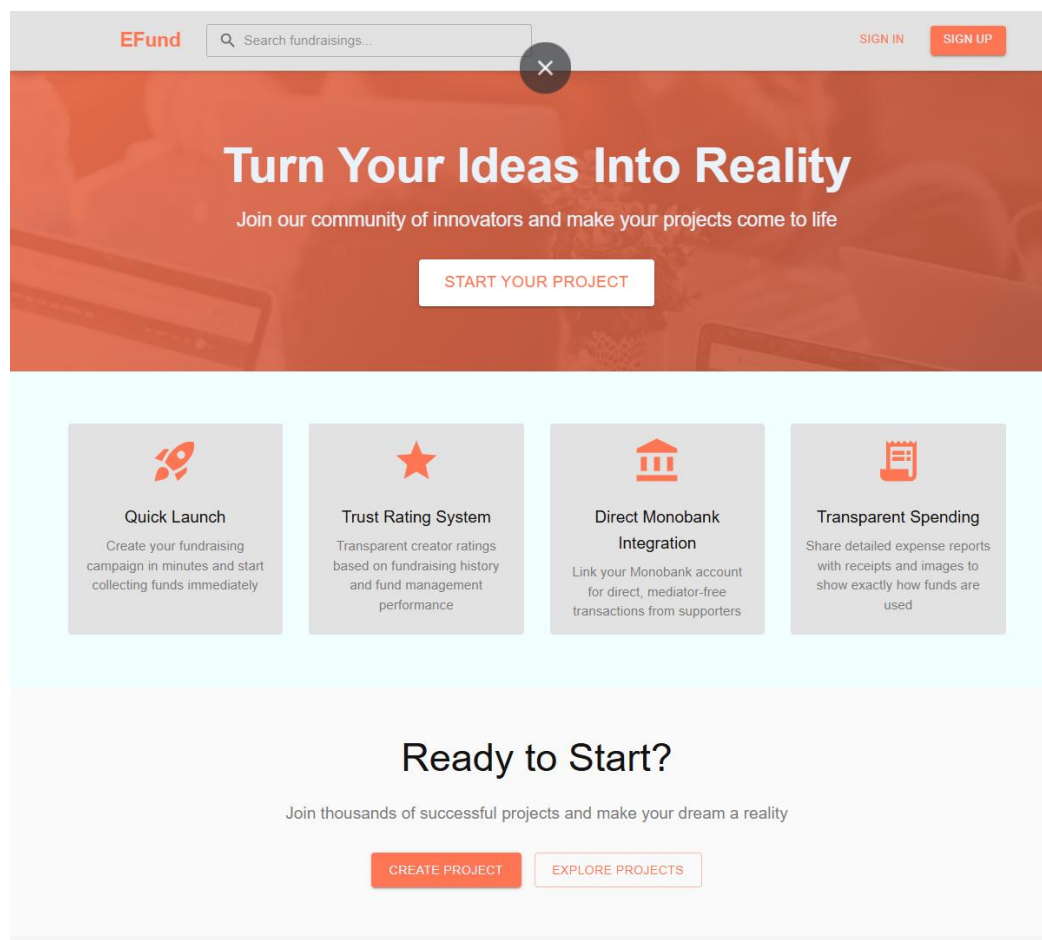 EFund
Search fundraisings...
SIGN IN
SIGN UP
Turn Your Ideas Into Reality
Join our community of innovators and make your projects come to life
START YOUR PROJECT
Quick Launch
Create your fundraising
campaign in minutes and start
collecting funds immediately
Trust Rating System
Transparent creator ratings
based on fundraising history
and fund management
performance
Direct Monobank
Integration
Link your Monobank account
for direct, mediator-free
transactions from supporters
Transparent Spending
Share detailed expense reports
with receipts and images to
show exactly how funds are
used
Ready to Start?
Join thousands of successful projects and make your dream a reality
CREATE PROJECT
EXPLORE PROJECTS